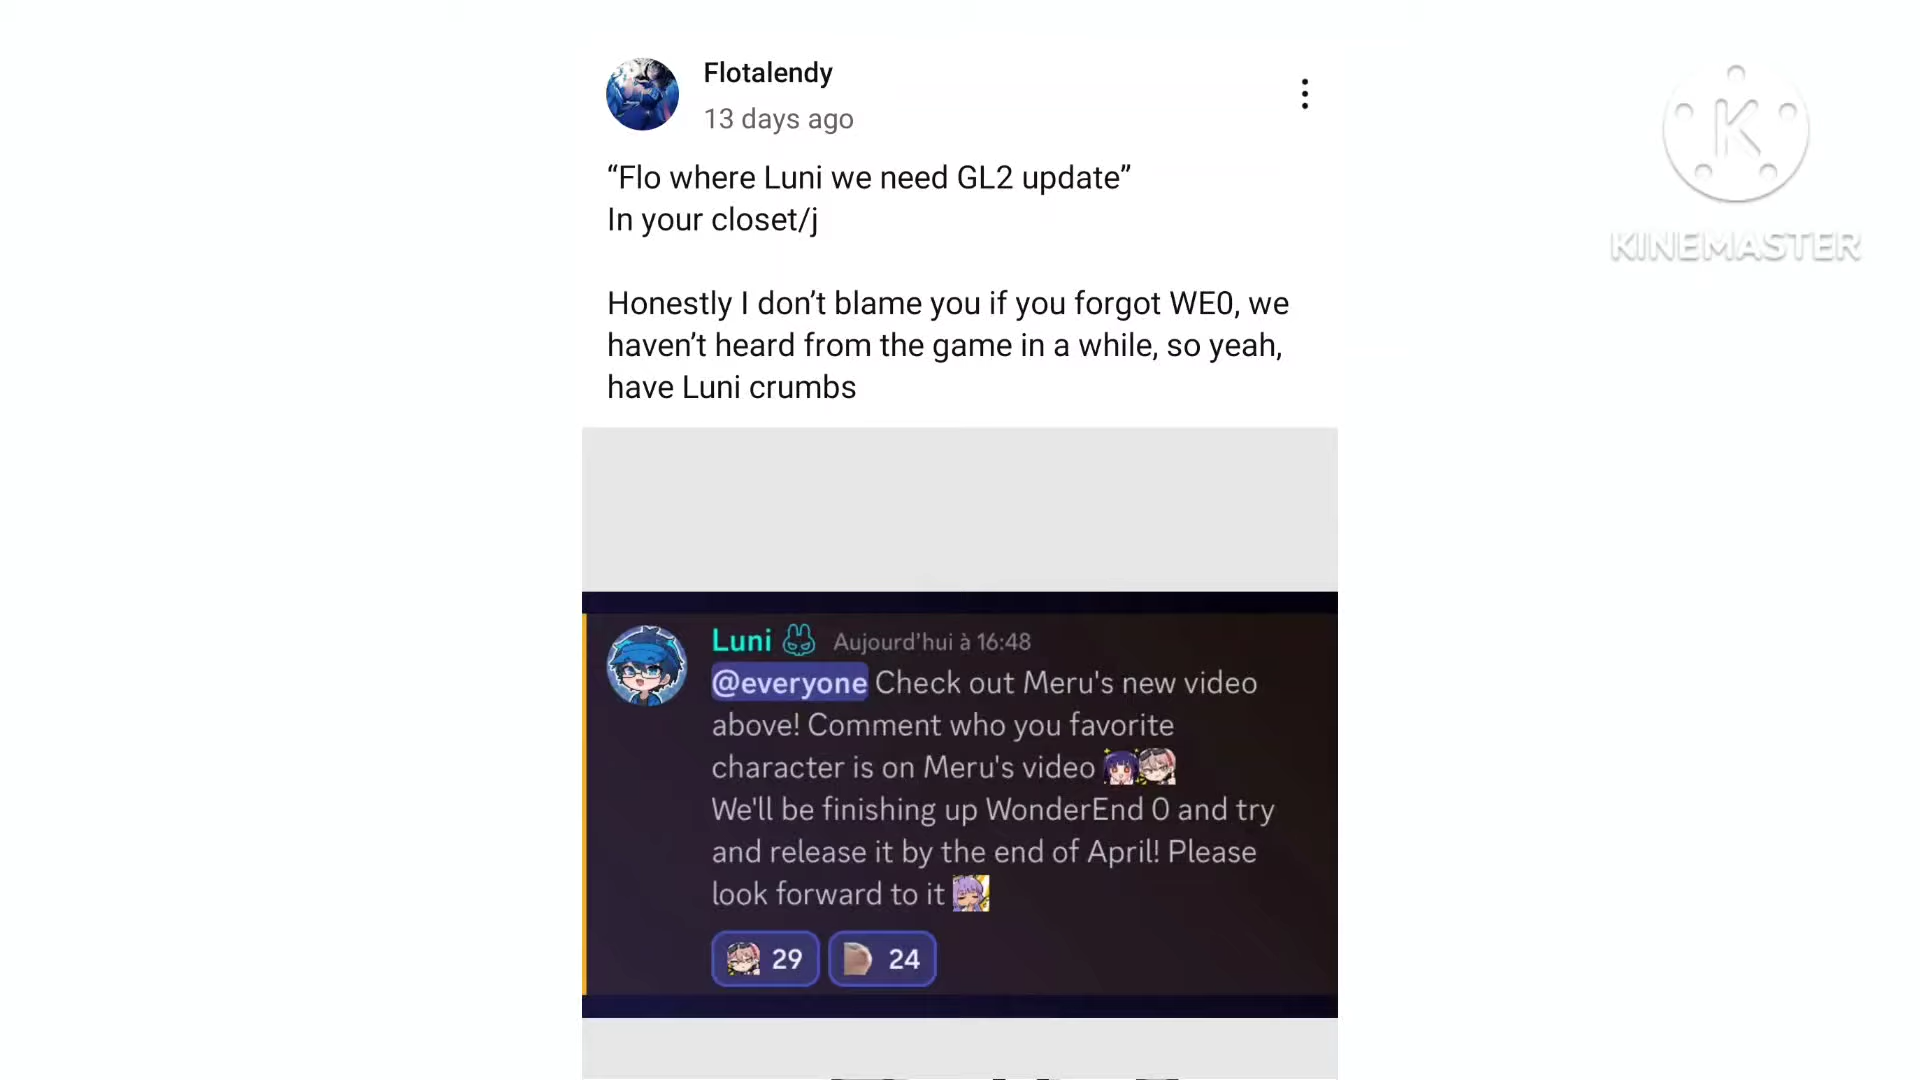 Flotalendy
13 days ago
“Flo where Luni we need GL2 update”
In your closet/j
Honestly I don’t blame you if you forgot WE0, we
haven’t heard from the game in a while, so yeah,
have Luni crumbs
K
KINEMASTER
Luni Aujourd’hui à 16:48
@everyone Check out Meru's new video
above! Comment who you favorite
character is on Meru's video
We'll be finishing up WonderEnd 0 and try
and release it by the end of April! Please
look forward to it
29 24